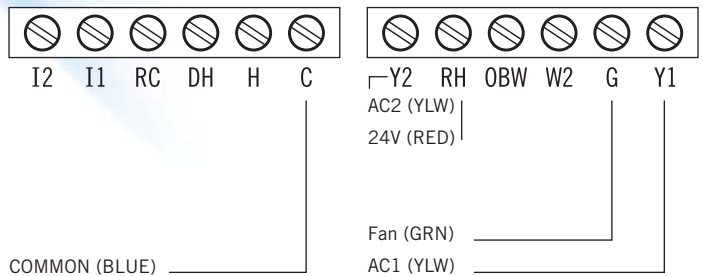 I2 I1 RC DH H C
Y2 RH OBW W2 G Y1
AC2 (YLW)
24V (RED)
Fan (GRN)
COMMON (BLUE)
AC1 (YLW)